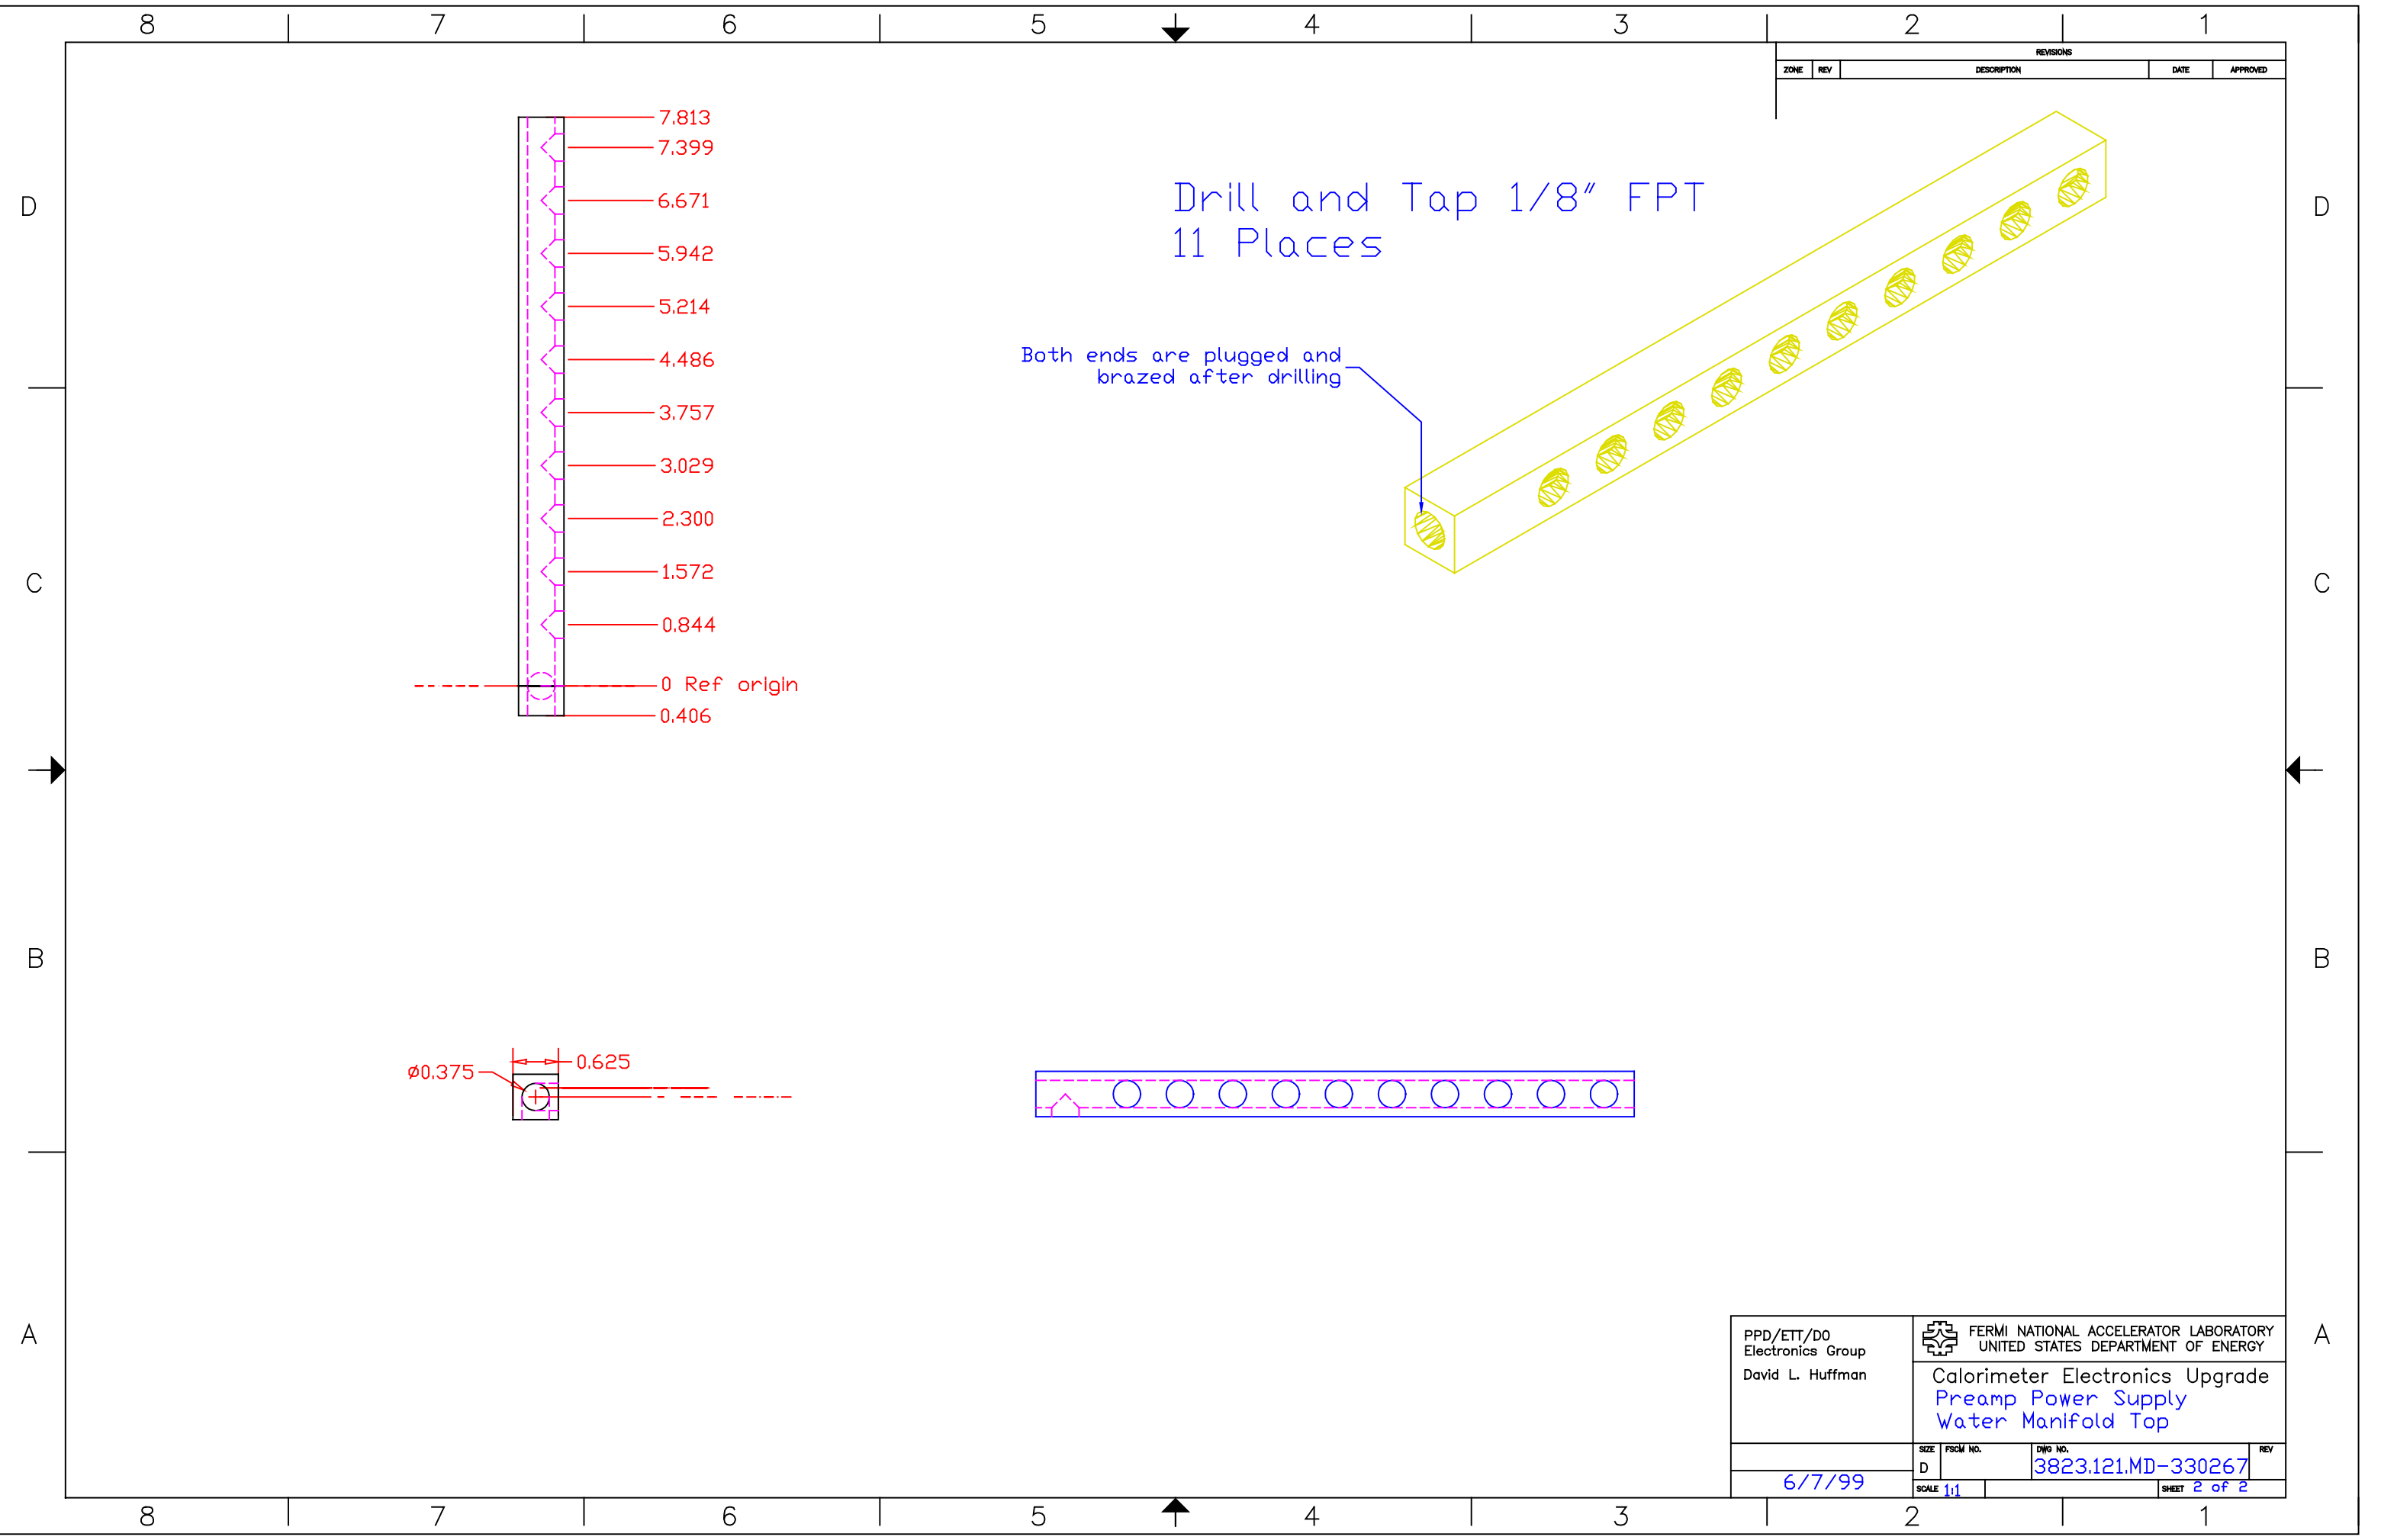 8 7 6 5 4 3 2 1
REVISIONS
ZONE REV DESCRIPTION DATE APPROVED
7.813
7.399
6.671
5.942
5.214
4.486
3.757
3.029
2.300
1.572
0.844
0 Ref origin
0.406
Drill and Tap 1/8" FPT
11 Places
Both ends are plugged and
brazed after drilling
D D
C C
B B
A A
0.625
ø0.375
PPD/ETT/D0
Electronics Group
David L. Huffman
6/7/99
FERMI NATIONAL ACCELERATOR LABORATORY
UNITED STATES DEPARTMENT OF ENERGY
Calorimeter Electronics Upgrade
Preamp Power Supply
Water Manifold Top
SIZE FSCM NO. DWG NO. REV
D 3823.121.MD-330267
SCALE 1:1 SHEET 2 of 2
8 7 6 5 4 3 2 1